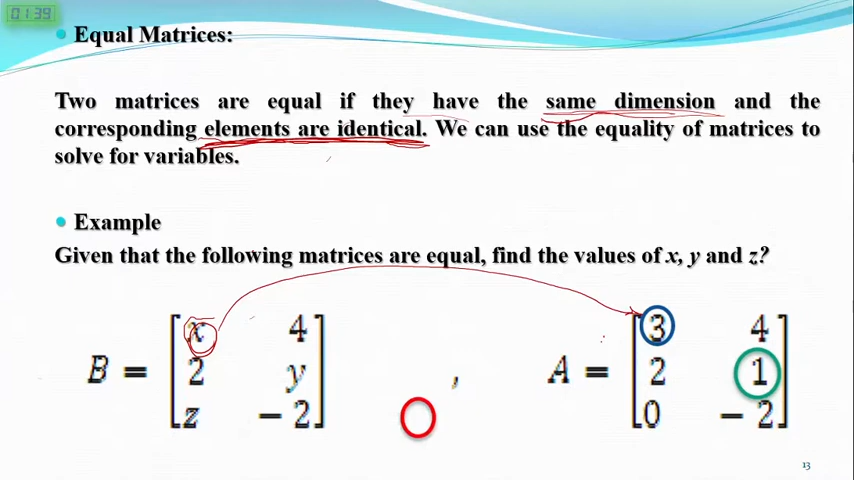 01:39
Equal Matrices:
Two matrices are equal if they have the same dimension and the
corresponding elements are identical. We can use the equality of matrices to
solve for variables.
Example
Given that the following matrices are equal, find the values of x, y and z?
B = [x 4
2 y
z −2] , A = [3 4
2 1
0 −2]
13